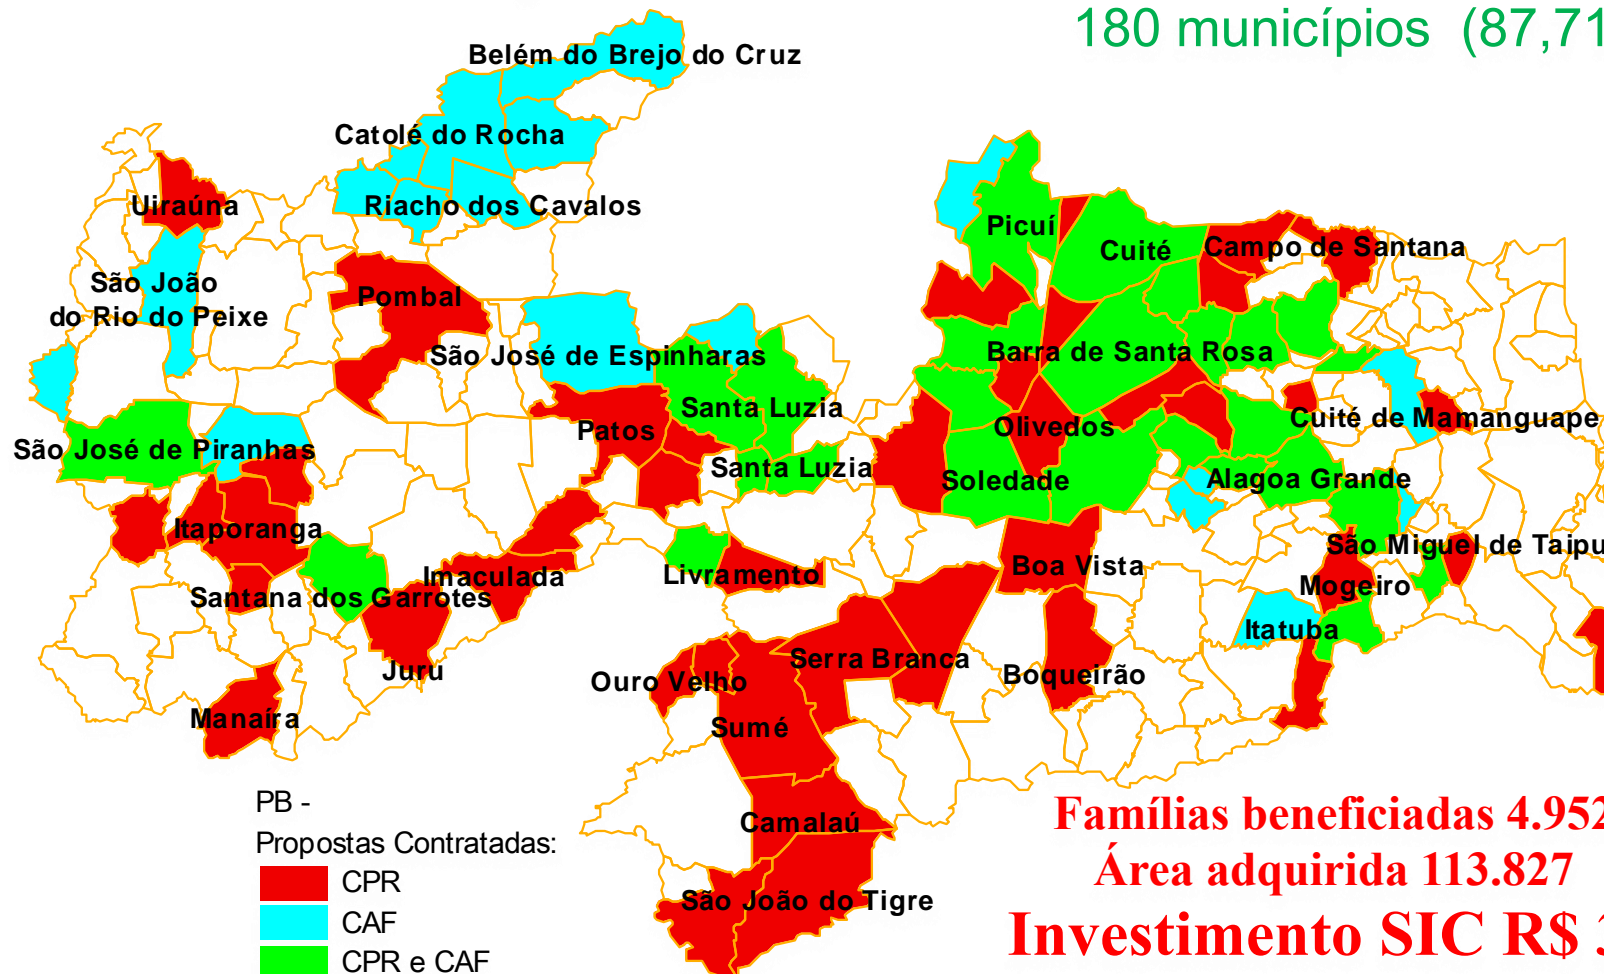 180 municípios (87,71
Belém do Brejo do Cruz
Catolé do Rocha
Uiraúna
Riacho dos Cavalos
Picuí
Cuité
Campo de Santana
São João
do Rio do Peixe
Pombal
São José de Espinharas
Barra de Santa Rosa
Santa Luzia
Patos
Olivedos
Cuité de Mamanguape
São José de Piranhas
Santa Luzia
Soledade
Alagoa Grande
Itaporanga
São Miguel de Taipu
Imaculada
Livramento
Boa Vista
Mogeiro
Santana dos Garrotes
Itatuba
Juru
Ouro Velho
Serra Branca
Boqueirão
Manaíra
Sumé
Camalaú
São João do Tigre
PB -
Propostas Contratadas:
CPR
CAF
CPR e CAF
Famílias beneficiadas 4.952
Área adquirida 113.827
Investimento SIC R$ 3